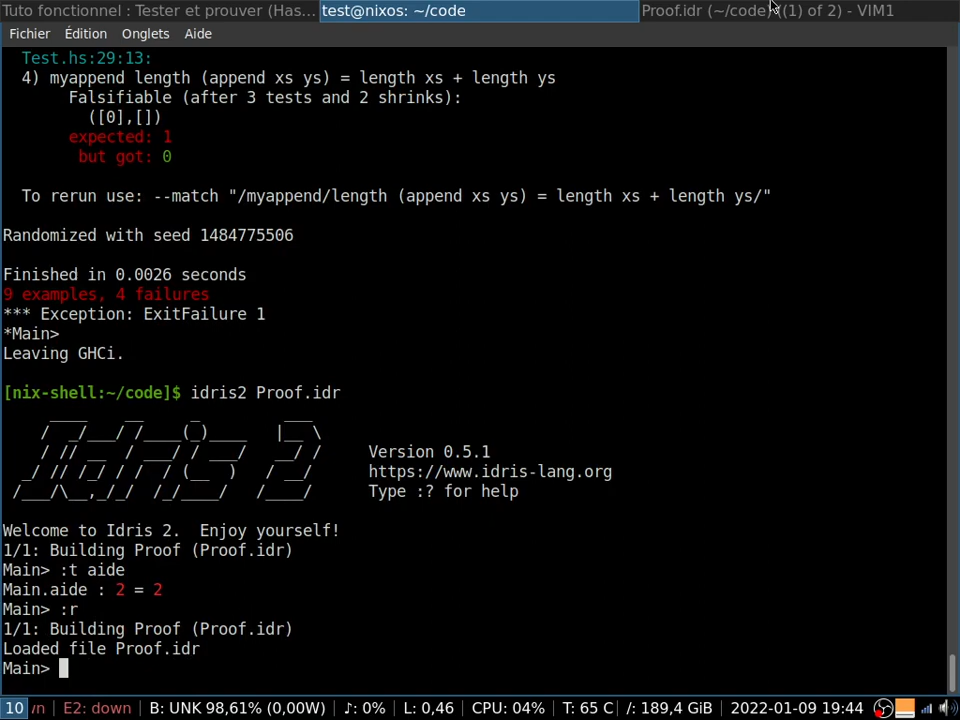 Tuto fonctionnel : Tester et prouver (Has... test@nixos: ~/code Proof.idr (~/code) ((1) of 2) - VIM1
Fichier Édition Onglets Aide
Test.hs:29:13:
4) myappend length (append xs ys) = length xs + length ys
Falsifiable (after 3 tests and 2 shrinks):
([0],[])
expected: 1
but got: 0
To rerun use: --match "/myappend/length (append xs ys) = length xs + length ys/"
Randomized with seed 1484775506
Finished in 0.0026 seconds
9 examples, 4 failures
*** Exception: ExitFailure 1
*Main>
Leaving GHCi.
[nix-shell:~/code]$ idris2 Proof.idr
Idris 2
Version 0.5.1
https://www.idris-lang.org
Type :? for help
Welcome to Idris 2.  Enjoy yourself!
1/1: Building Proof (Proof.idr)
Main> :t aide
Main.aide : 2 = 2
Main> :r
1/1: Building Proof (Proof.idr)
Loaded file Proof.idr
Main>
10 wn | E2: down | B: UNK 98,61% (0,00W) | ♪: 0% | L: 0,46 | CPU: 04% | T: 65 C | /: 189,4 GiB | 2022-01-09 19:44